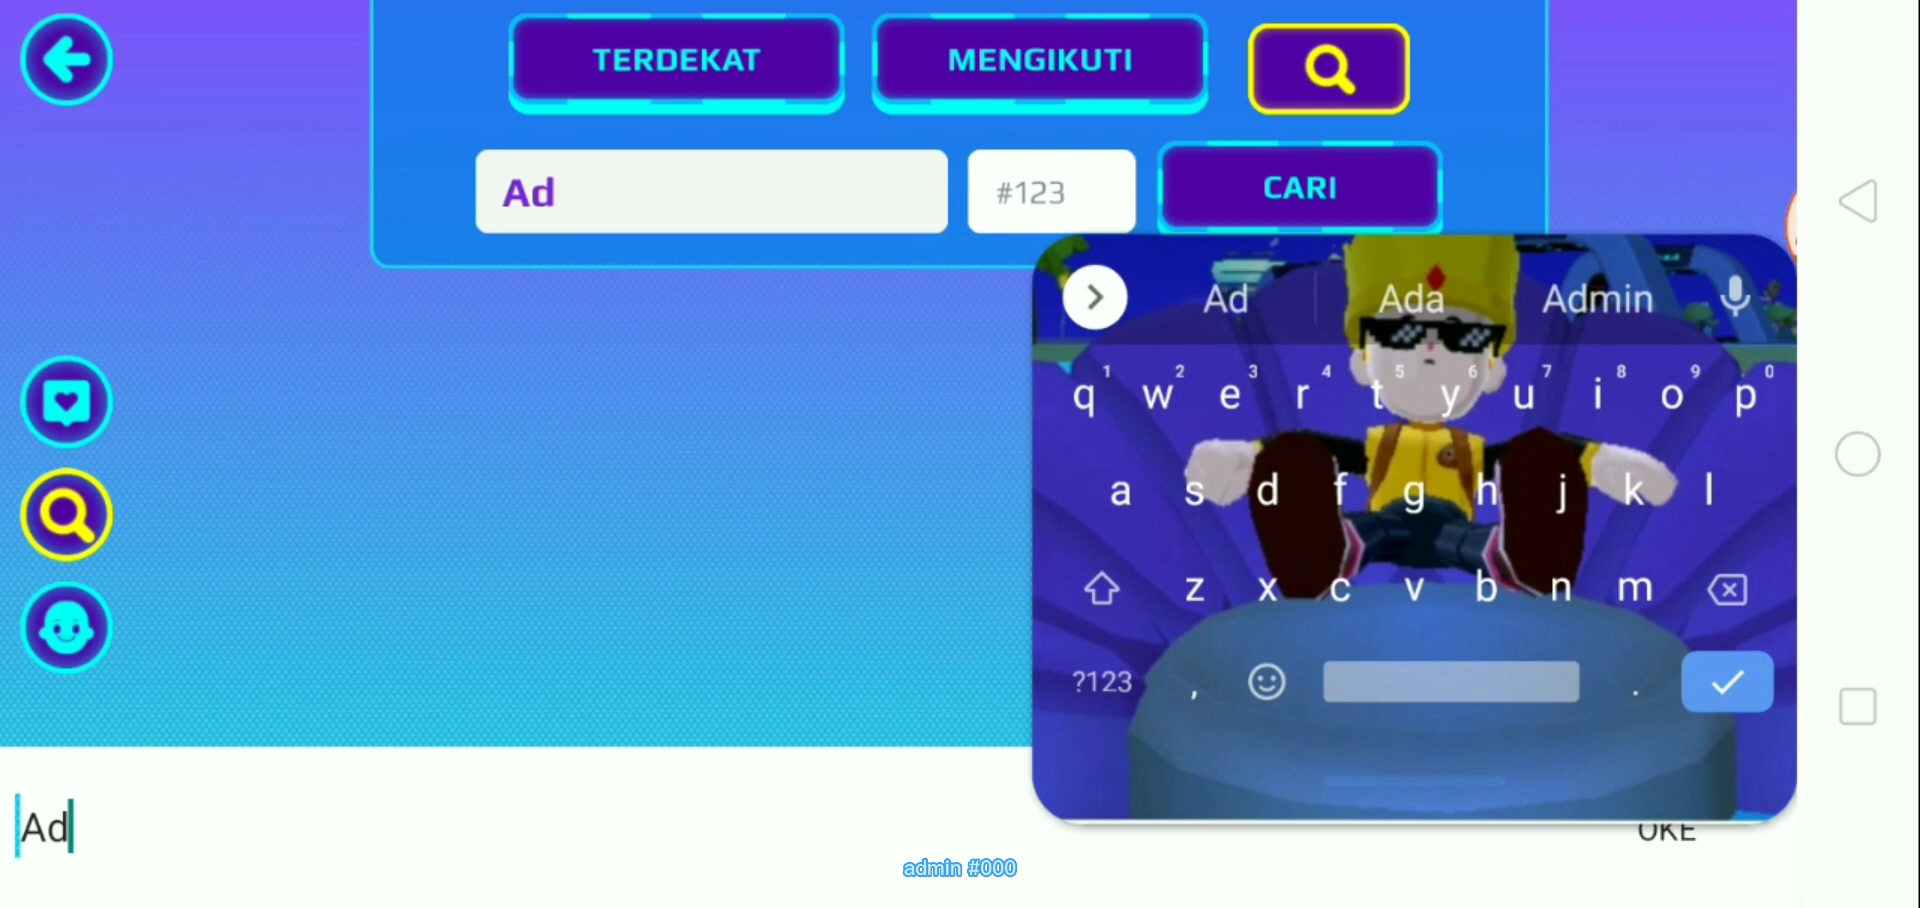 TERDEKAT MENGIKUTI
Ad #123 CARI
Ad Ada Admin
1 2 3 4 5 6 7 8 9 0
q w e r t y u i o p
a s d f g h j k l
z x c v b n m
?123 , .
Ad
OKE
admin #000